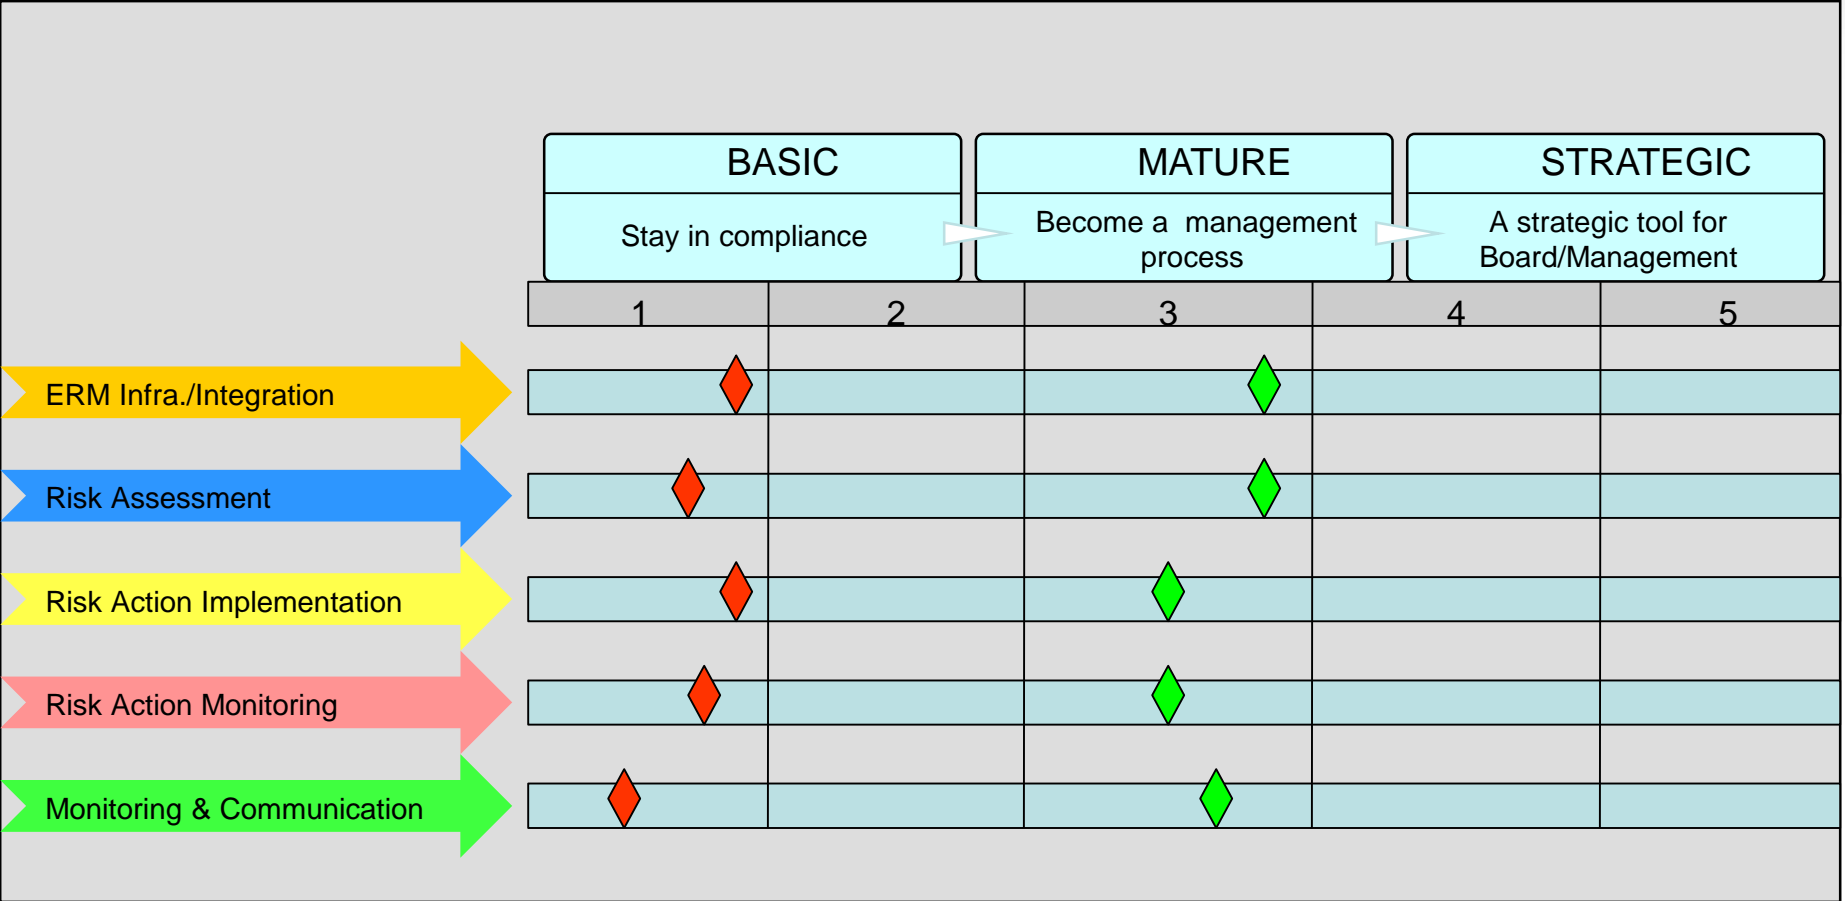 BASIC
MATURE
STRATEGIC
Stay in compliance
Become a  management
process
A strategic tool for
Board/Management
1
2
3
4
5
ERM Infra./Integration
Risk Assessment
Risk Action Implementation
Risk Action Monitoring
Monitoring & Communication